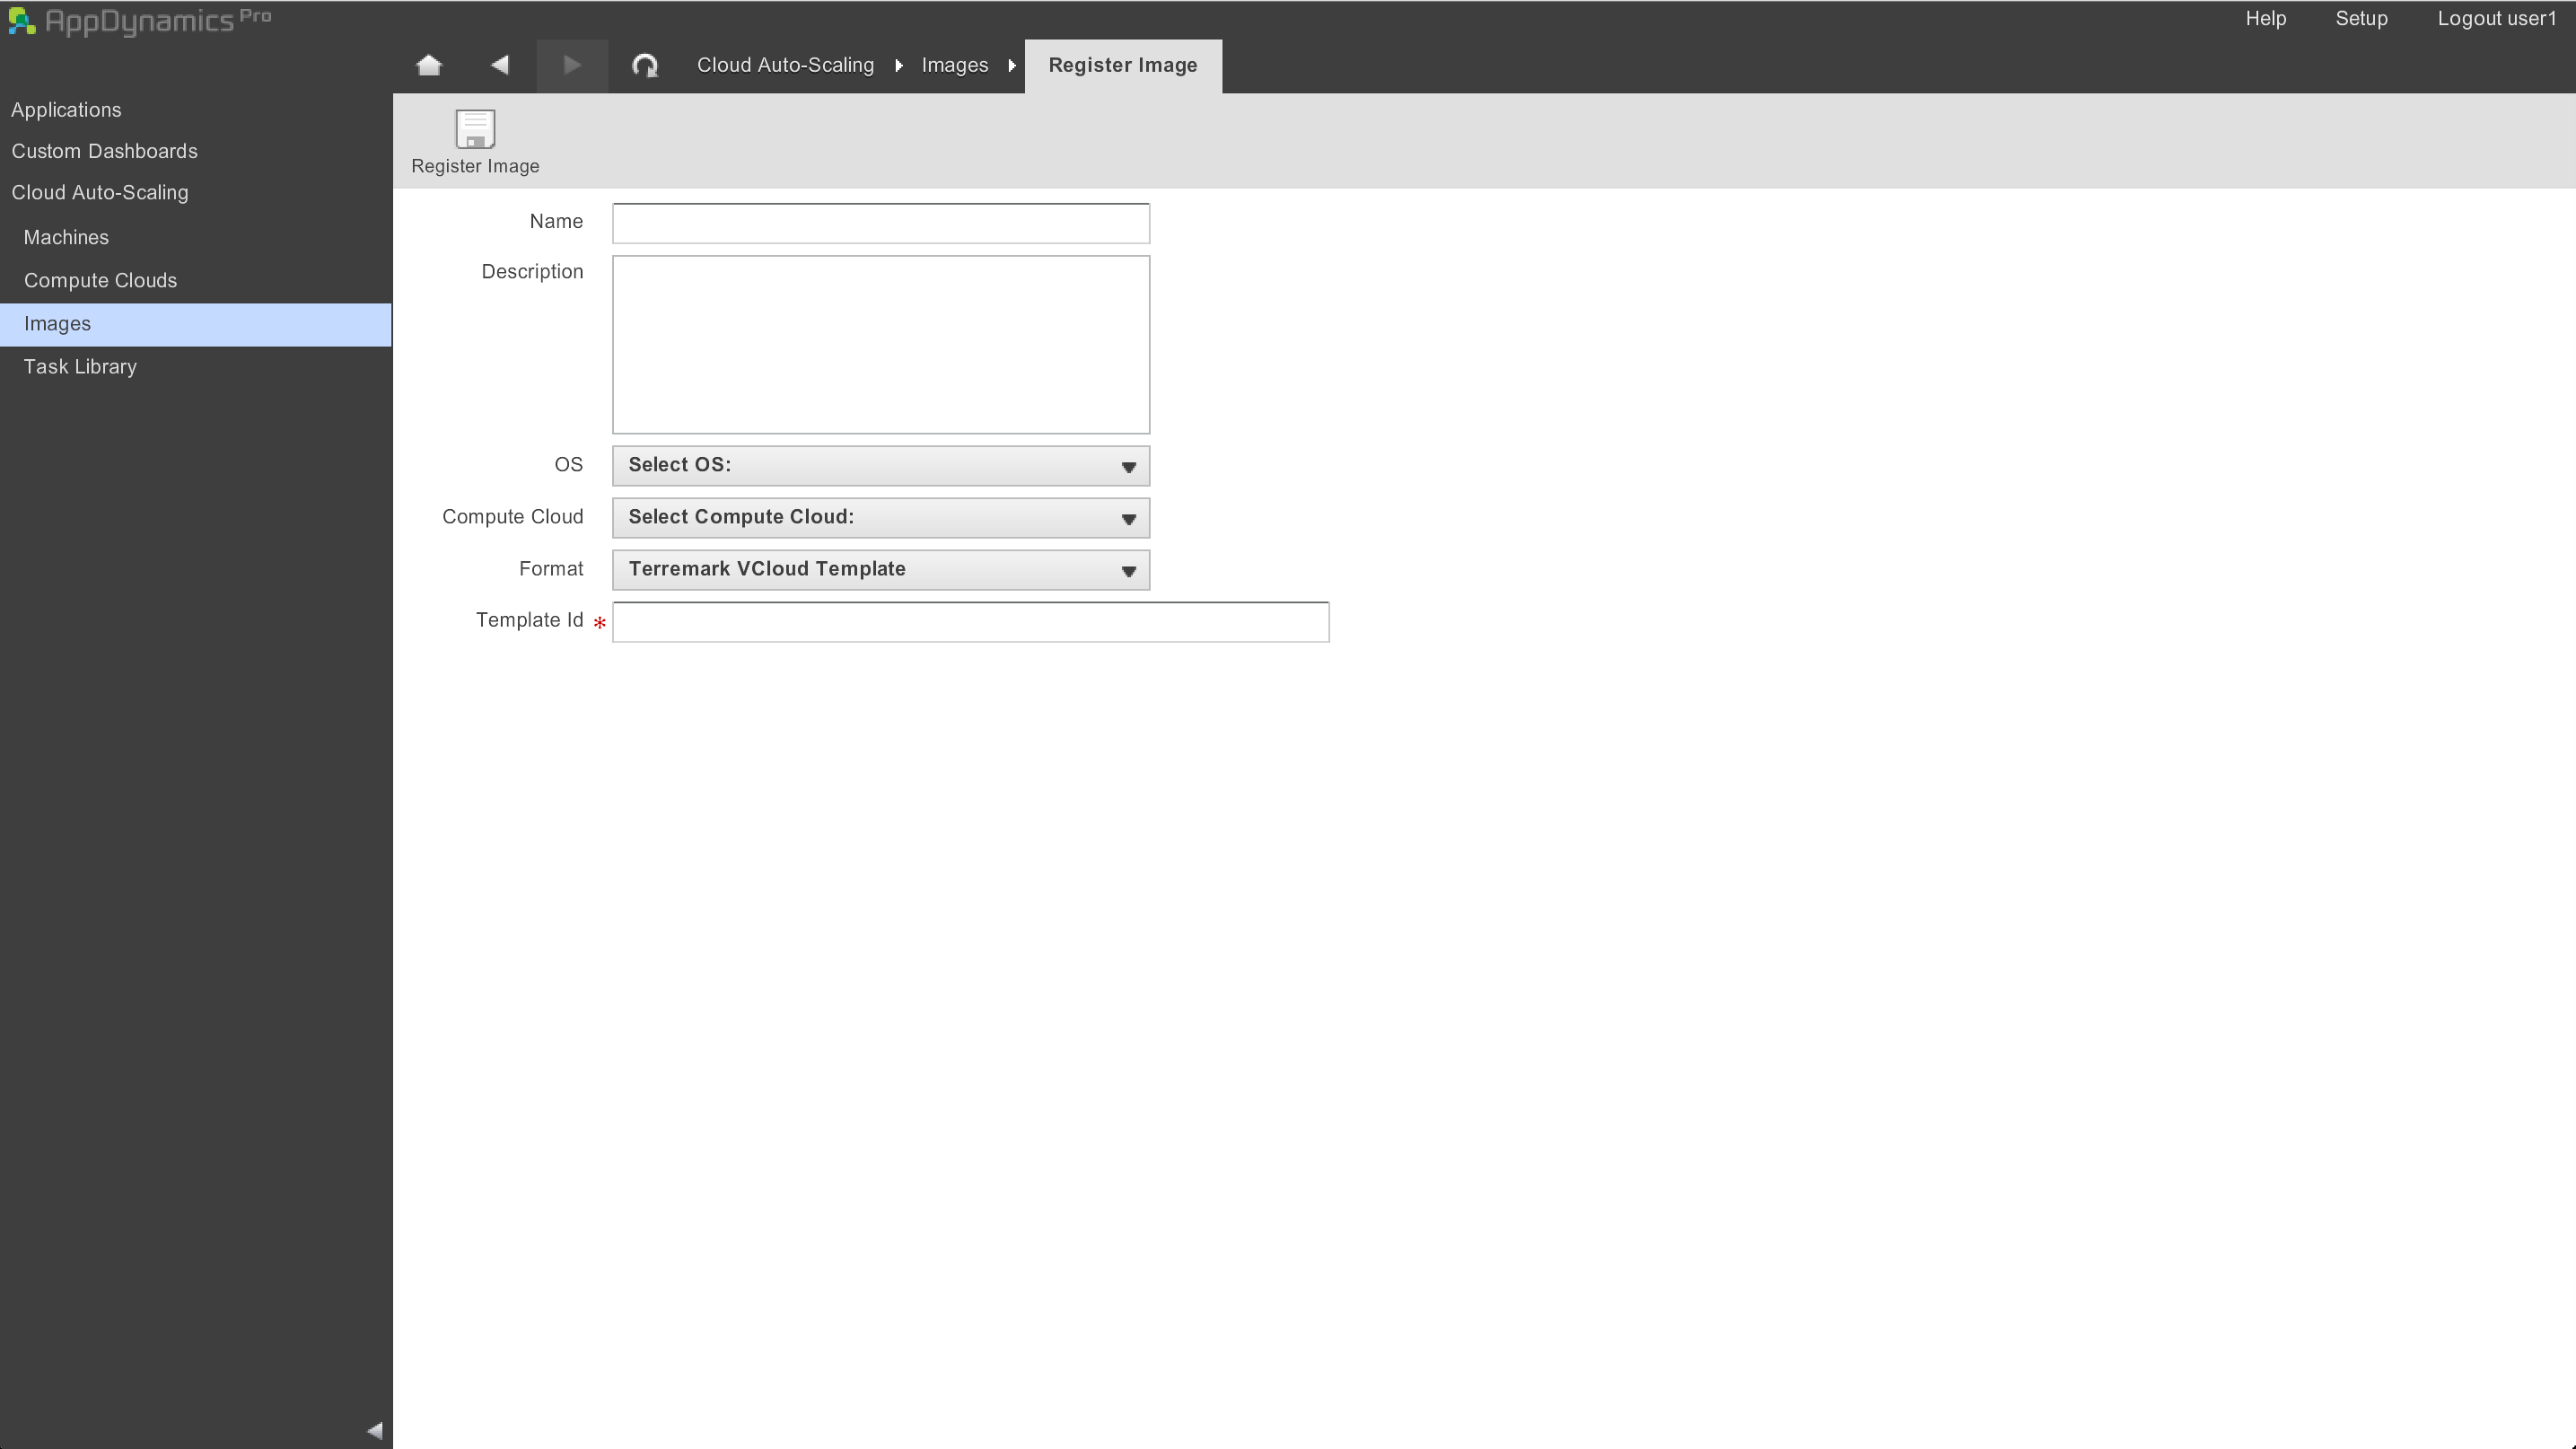 AppDynamics Pro
Help Setup Logout user1
Cloud Auto-Scaling Images Register Image
Applications
Custom Dashboards
Cloud Auto-Scaling
Machines
Compute Clouds
Images
Task Library
Register Image
Name
Description
OS Select OS:
Compute Cloud Select Compute Cloud:
Format Terremark VCloud Template
Template Id *